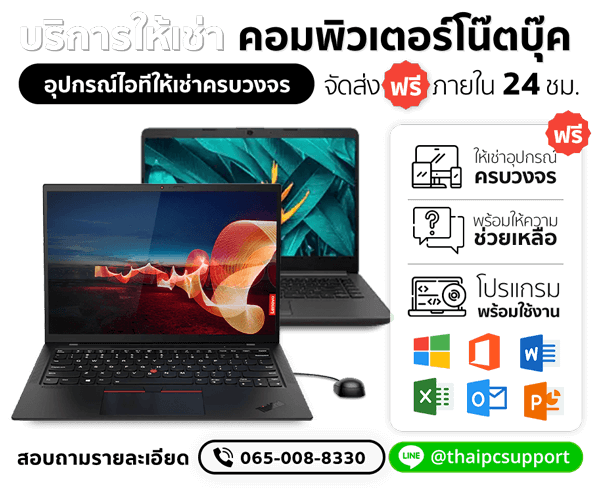 บริการให้เช่า คอมพิวเตอร์โน๊ตบุ๊ค
อุปกรณ์ไอทีให้เช่าครบวงจร จัดส่ง ฟรี ภายใน 24 ชม.
ฟรี
ให้เช่าอุปกรณ์
ครบวงจร
?
พร้อมให้ความ
ช่วยเหลือ
</>
โปรแกรม
พร้อมใช้งาน
Lenovo
W
X
O
P
สอบถามรายละเอียด 065-008-8330 LINE @thaipcsupport